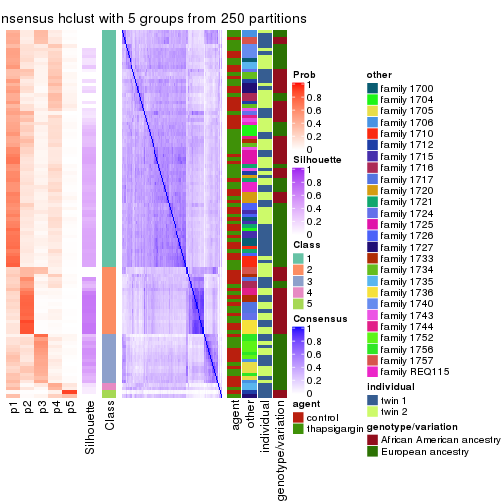 nsensus hclust with 5 groups from 250 partitions
Prob
1
0.8
0.6
0.4
0.2
0
Silhouette
1
0.8
0.6
0.4
0.2
0
Class
1
2
3
4
5
Consensus
1
0.8
0.6
0.4
0.2
0
agent
control
thapsigargin
other
family 1700
family 1704
family 1705
family 1706
family 1710
family 1712
family 1715
family 1716
family 1717
family 1720
family 1721
family 1724
family 1725
family 1726
family 1727
family 1733
family 1734
family 1735
family 1736
family 1740
family 1743
family 1744
family 1752
family 1756
family 1757
family REQ115
individual
twin 1
twin 2
genotype/variation
African American ancestry
European ancestry
p1
p2
p3
p4
p5
Silhouette
Class
agent
other
individual
genotype/variation